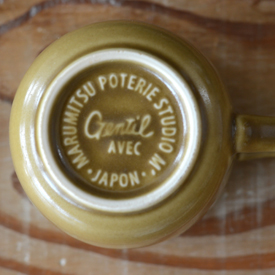 MARUMITSU POTERIE STUDIO M'
Gentil
AVEC
·JAPON·